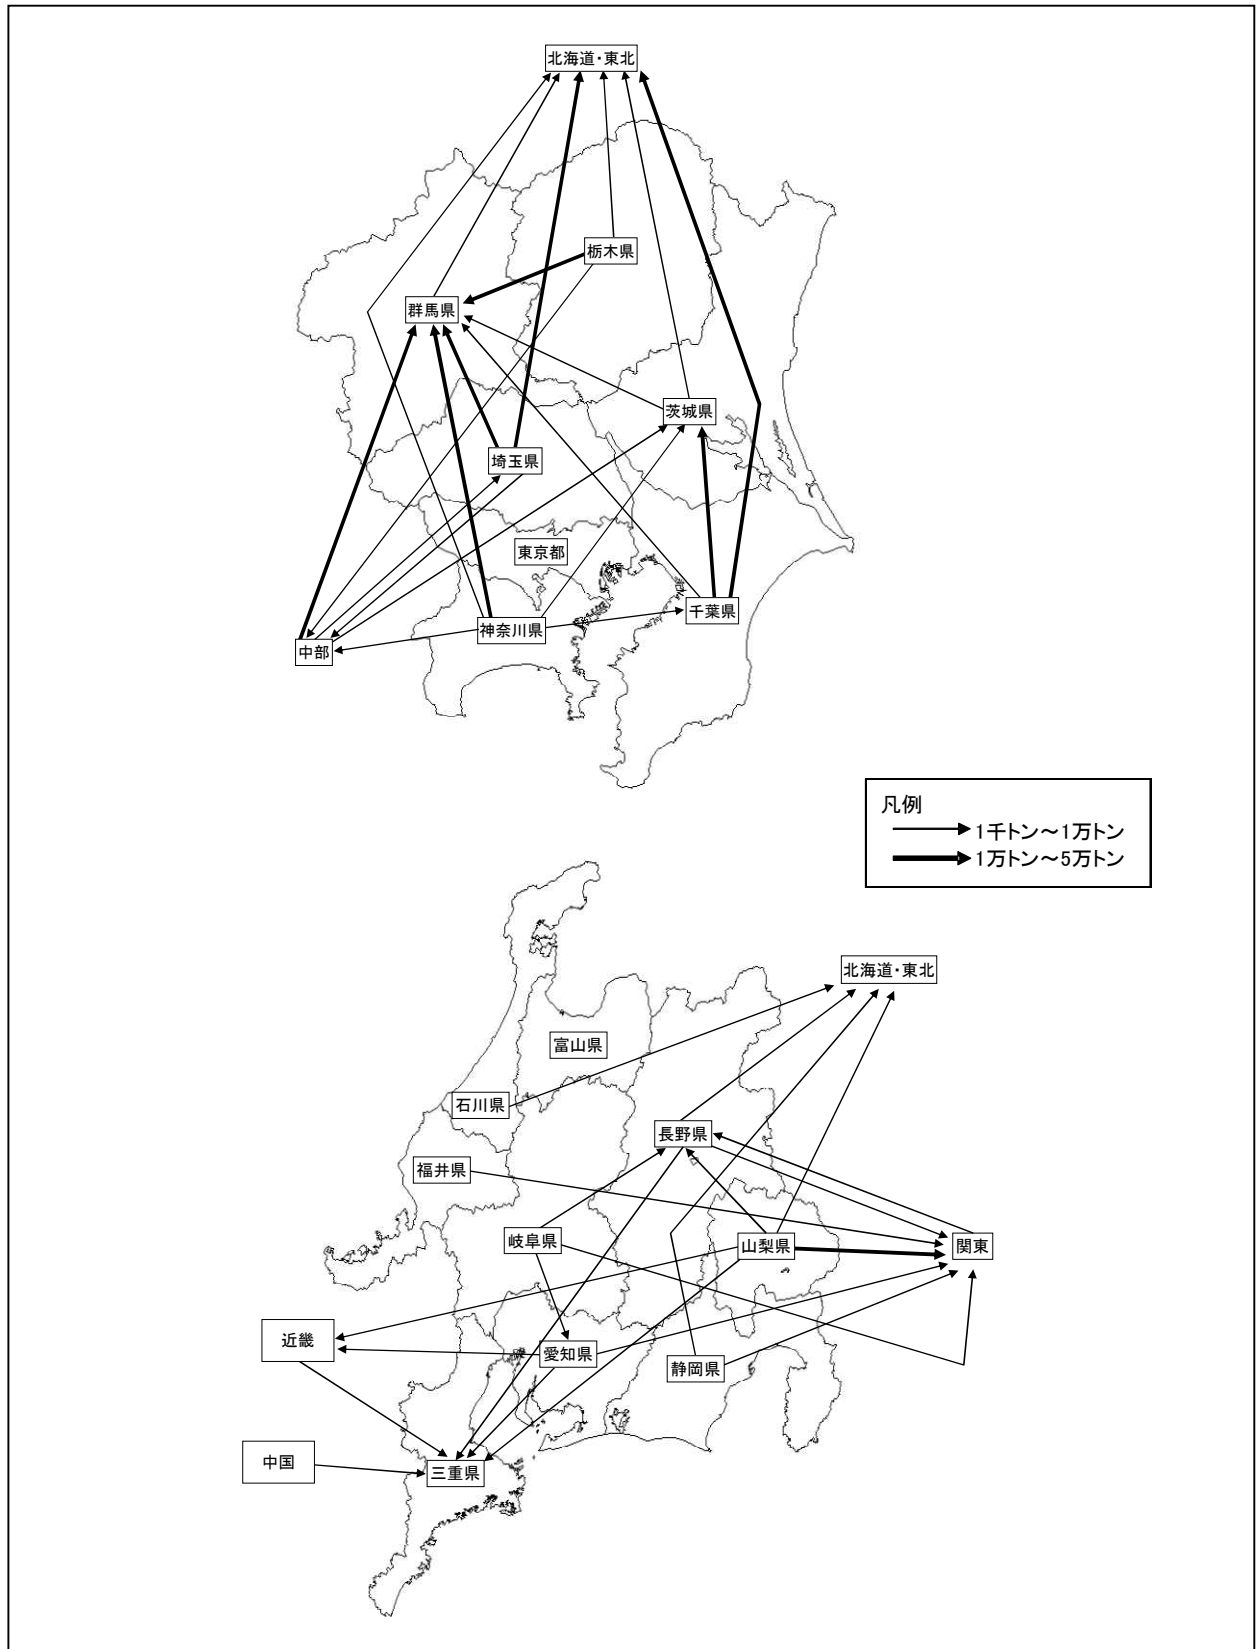 北海道・東北
栃木県
群馬県
茨城県
埼玉県
東京都
千葉県
神奈川県
中部
凡例
1千トン～1万トン
1万トン～5万トン
北海道・東北
富山県
石川県
長野県
福井県
岐阜県
山梨県
関東
近畿
愛知県
静岡県
中国
三重県